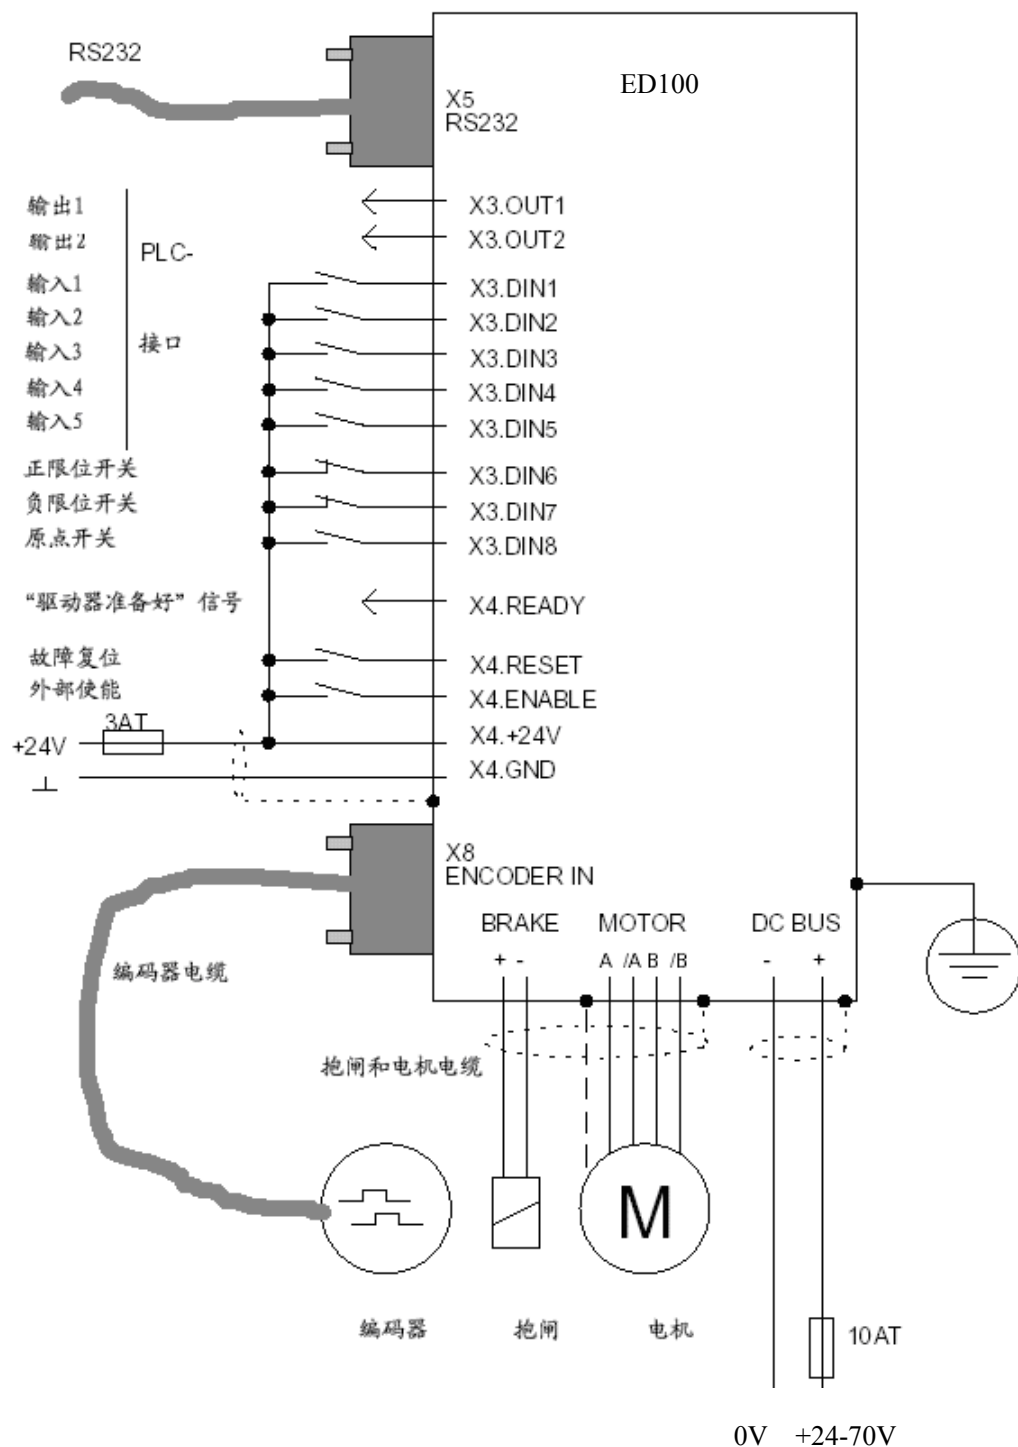 RS232
ED100
X5
RS232
输出1
X3.OUT1
输出2
X3.OUT2
PLC-
输入1
X3.DIN1
输入2
X3.DIN2
接口
输入3
X3.DIN3
输入4
X3.DIN4
输入5
X3.DIN5
正限位开关
X3.DIN6
负限位开关
X3.DIN7
原点开关
X3.DIN8
“驱动器准备好”信号
X4.READY
故障复位
X4.RESET
外部使能
X4.ENABLE
3AT
+24V
X4.+24V
X4.GND
X8
ENCODER IN
BRAKE MOTOR DC BUS
+ - A /A B /B - +
编码器电缆
抱闸和电机电缆
M
编码器 抱闸 电机
10AT
0V +24-70V